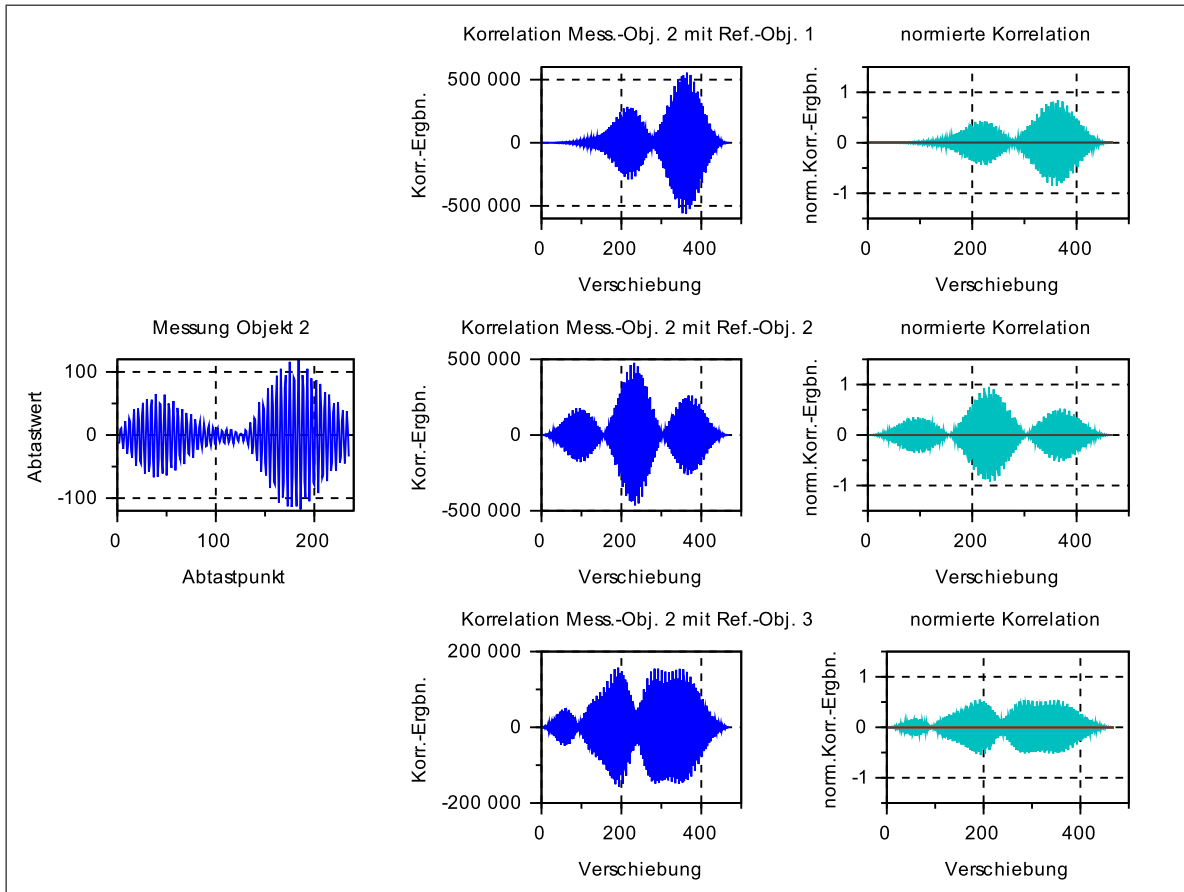 Korrelation Mess.-Obj. 2 mit Ref.-Obj. 1
500 000
0
-500 000
Korr.-Ergbn.
0 200 400
Verschiebung
normierte Korrelation
1
0
-1
norm.Korr.-Ergbn.
0 200 400
Verschiebung
Messung Objekt 2
100
0
-100
Abtastwert
0 100 200
Abtastpunkt
Korrelation Mess.-Obj. 2 mit Ref.-Obj. 2
500 000
0
-500 000
Korr.-Ergbn.
0 200 400
Verschiebung
normierte Korrelation
1
0
-1
norm.Korr.-Ergbn.
0 200 400
Verschiebung
Korrelation Mess.-Obj. 2 mit Ref.-Obj. 3
200 000
0
-200 000
Korr.-Ergbn.
0 200 400
Verschiebung
normierte Korrelation
1
0
-1
norm.Korr.-Ergbn.
0 200 400
Verschiebung